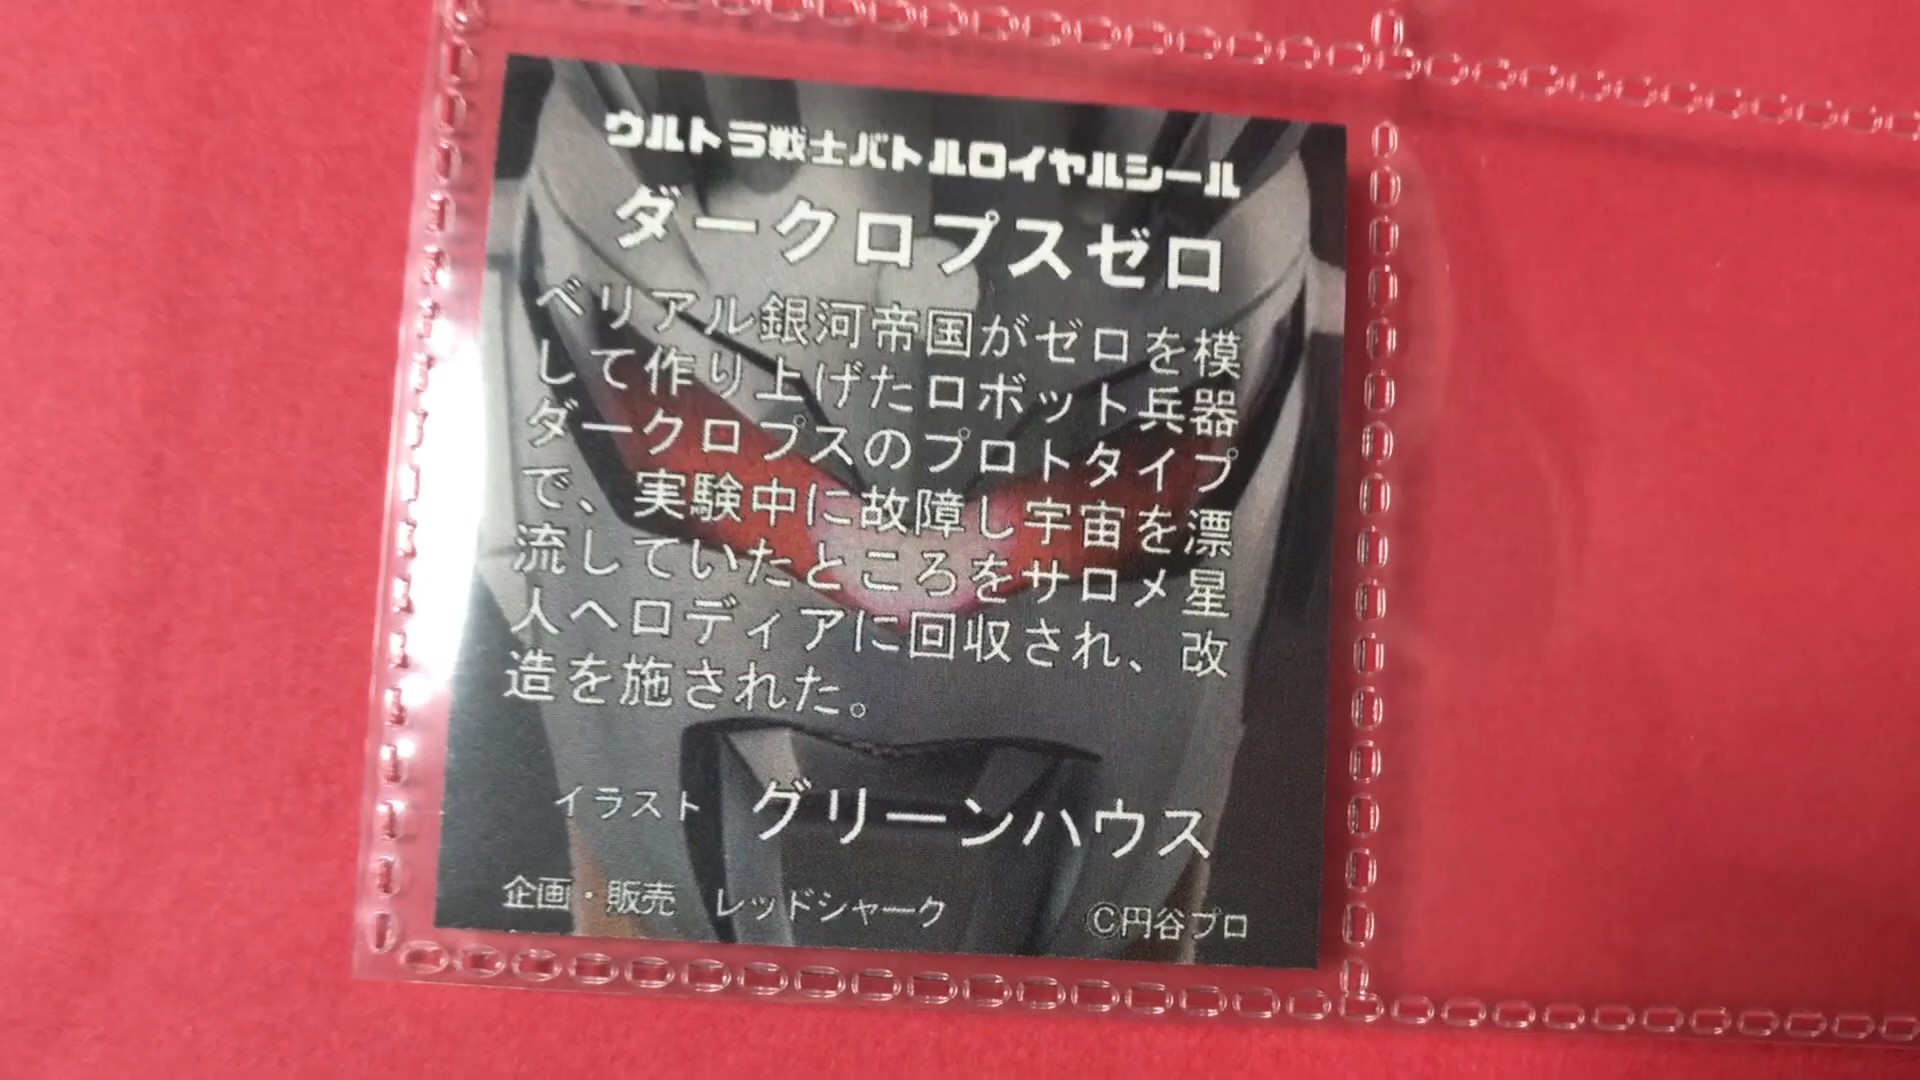 ウルトラ戦士バトルロイヤルシール
ダークロプスゼロ
ベリアル銀河帝国がゼロを模
して作り上げたロボット兵器
ダークロプスのプロトタイプ
で、実験中に故障し宇宙を漂
流していたところをサロメ星
人ヘロディアに回収され、改
造を施された。
イラスト グリーンハウス
企画・販売 レッドシャーク ©円谷プロ